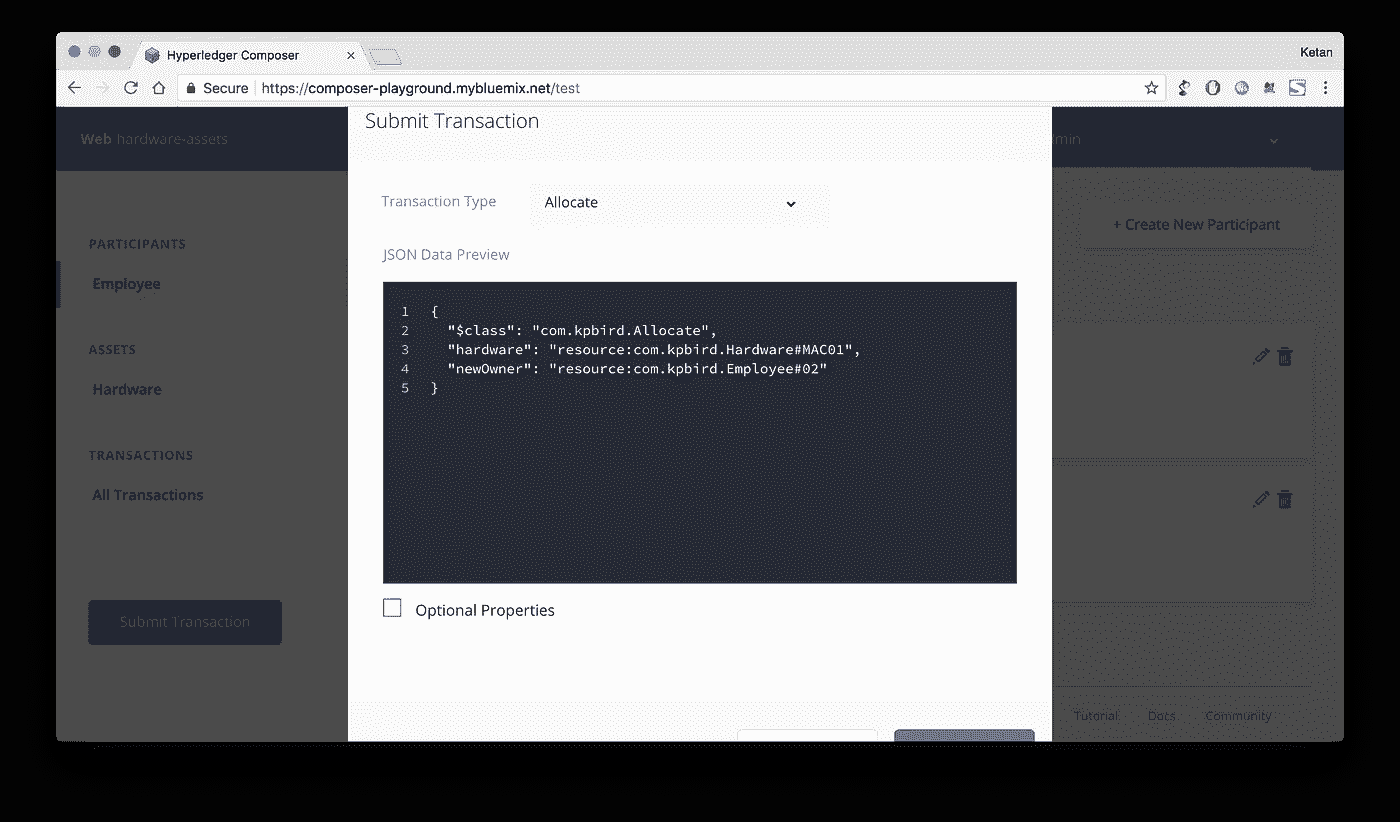 Hyperledger Composer
Ketan
Secure https://composer-playground.mybluemix.net/test
Web hardware-assets
Submit Transaction
min
Transaction Type Allocate
+ Create New Participant
PARTICIPANTS
Employee
JSON Data Preview
1 {
2 "$class": "com.kpbird.Allocate",
3 "hardware": "resource:com.kpbird.Hardware#MAC01",
4 "newOwner": "resource:com.kpbird.Employee#02"
5 }
ASSETS
Hardware
TRANSACTIONS
All Transactions
Submit Transaction
Optional Properties
Tutorial Docs Community